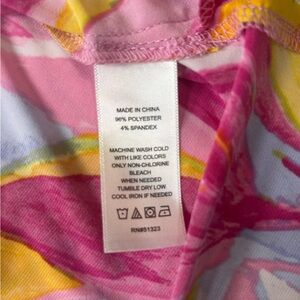 MADE IN CHINA
96% POLYESTER
4% SPANDEX
MACHINE WASH COLD
WITH LIKE COLORS
ONLY NON-CHLORINE
BLEACH
WHEN NEEDED
TUMBLE DRY LOW
COOL IRON IF NEEDED
RN#51323